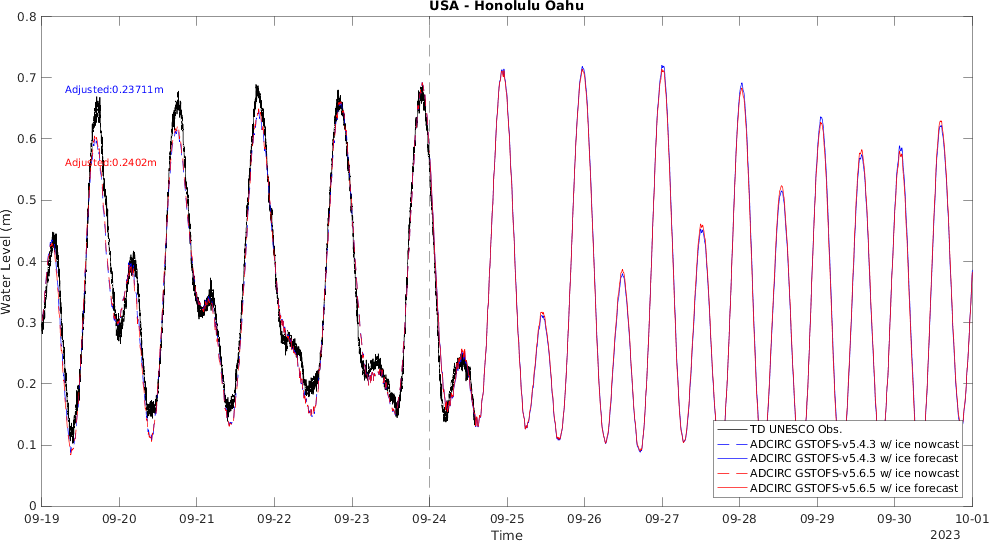 USA - Honolulu Oahu
0.8
0.7
0.6
0.5
0.4
0.3
0.2
0.1
0
Water Level (m)
Adjusted:0.23711m
Adjusted:0.2402m
TD UNESCO Obs.
ADCIRC GSTOFS-v5.4.3 w/ ice nowcast
ADCIRC GSTOFS-v5.4.3 w/ ice forecast
ADCIRC GSTOFS-v5.6.5 w/ ice nowcast
ADCIRC GSTOFS-v5.6.5 w/ ice forecast
09-19 09-20 09-21 09-22 09-23 09-24 09-25 09-26 09-27 09-28 09-29 09-30 10-01
Time
2023